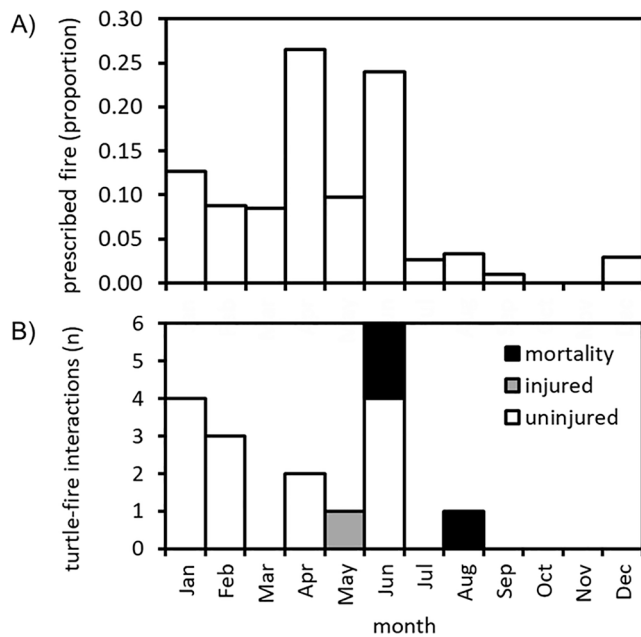 A)
prescribed fire (proportion)
0.30
0.25
0.20
0.15
0.10
0.05
0.00
B)
turtle-fire interactions (n)
6
5
4
3
2
1
0
mortality
injured
uninjured
Jan
Feb
Mar
Apr
May
Jun
Jul
Aug
Sep
Oct
Nov
Dec
month